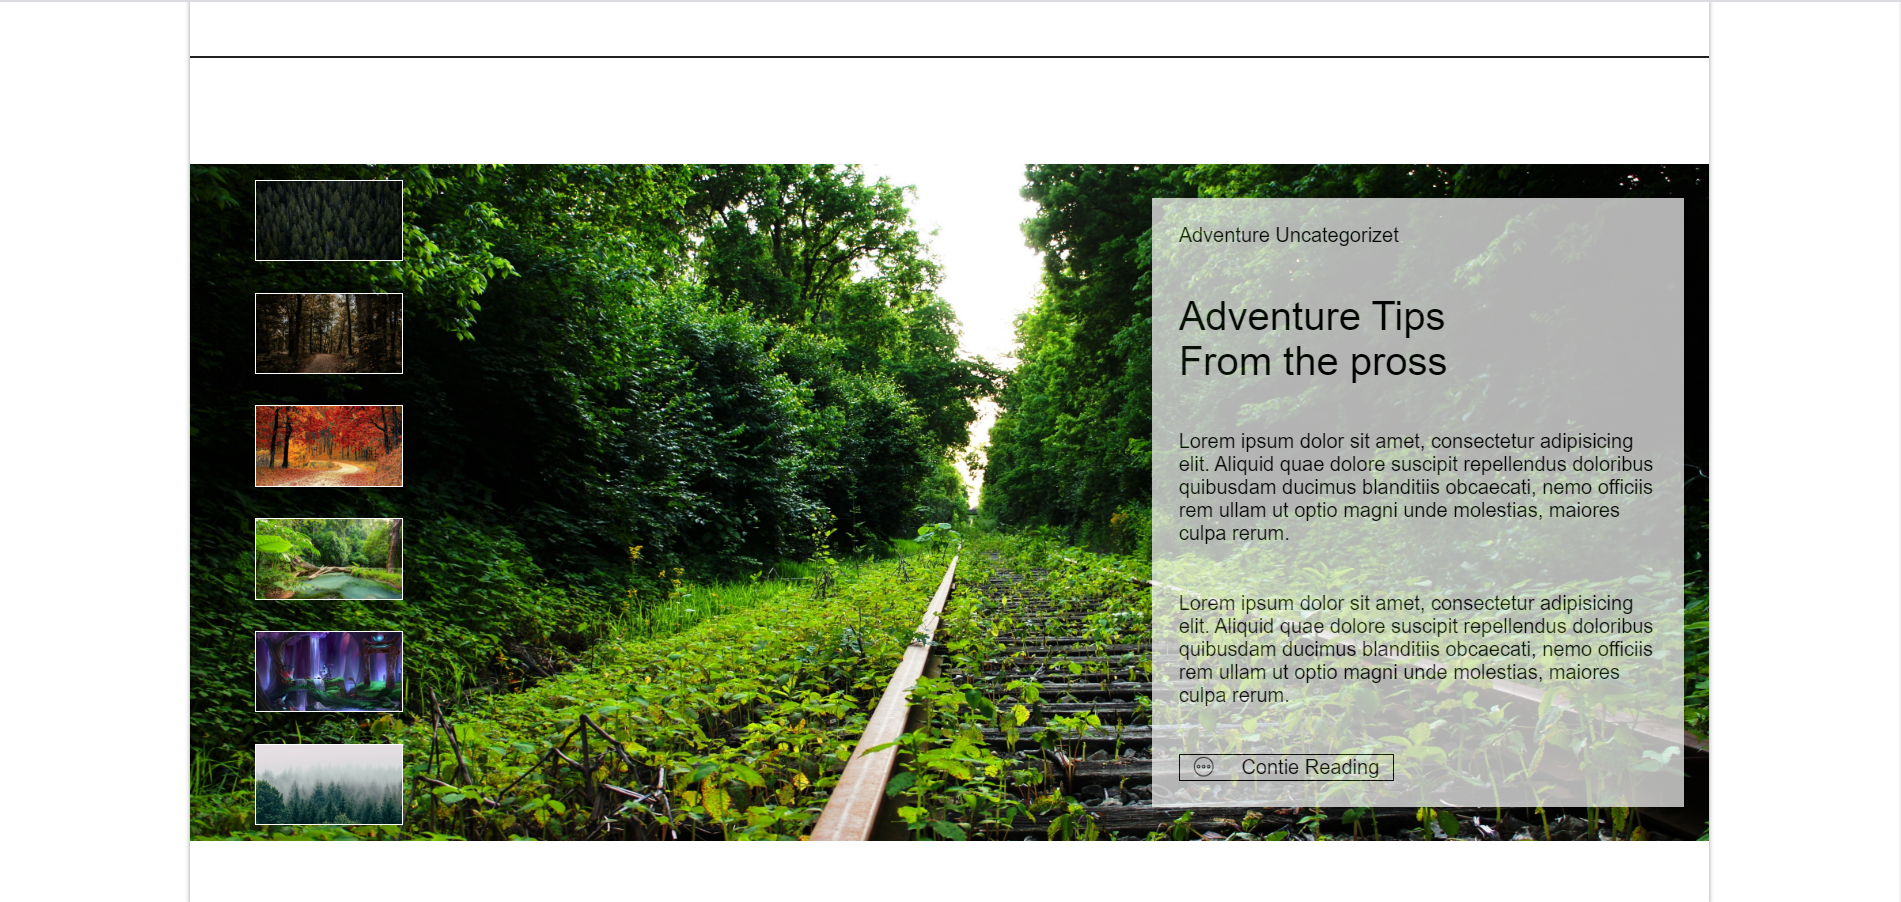 Adventure Uncategorizet
Adventure Tips
From the pross
Lorem ipsum dolor sit amet, consectetur adipisicing
elit. Aliquid quae dolore suscipit repellendus doloribus
quibusdam ducimus blanditiis obcaecati, nemo officiis
rem ullam ut optio magni unde molestias, maiores
culpa rerum.
Lorem ipsum dolor sit amet, consectetur adipisicing
elit. Aliquid quae dolore suscipit repellendus doloribus
quibusdam ducimus blanditiis obcaecati, nemo officiis
rem ullam ut optio magni unde molestias, maiores
culpa rerum.
Contie Reading